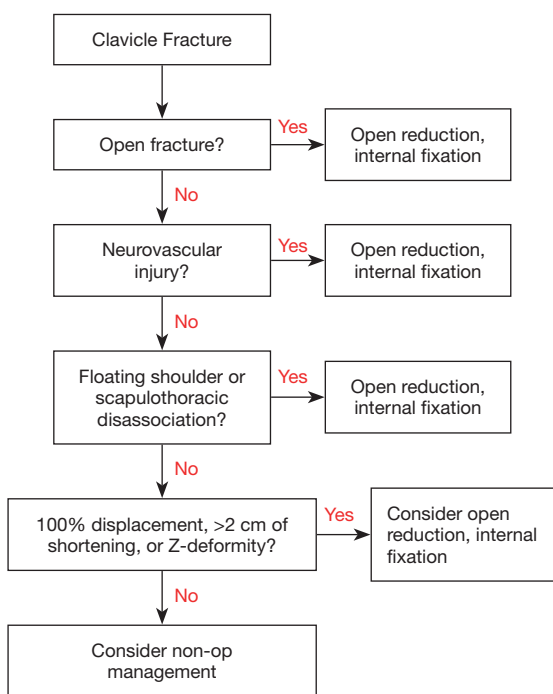 Clavicle Fracture
Open fracture?
Yes
Open reduction,
internal fixation
No
Neurovascular
injury?
Yes
Open reduction,
internal fixation
No
Floating shoulder or
scapulothoracic
disassociation?
Yes
Open reduction,
internal fixation
No
100% displacement, >2 cm of
shortening, or Z-deformity?
Yes
Consider open
reduction, internal
fixation
No
Consider non-op
management